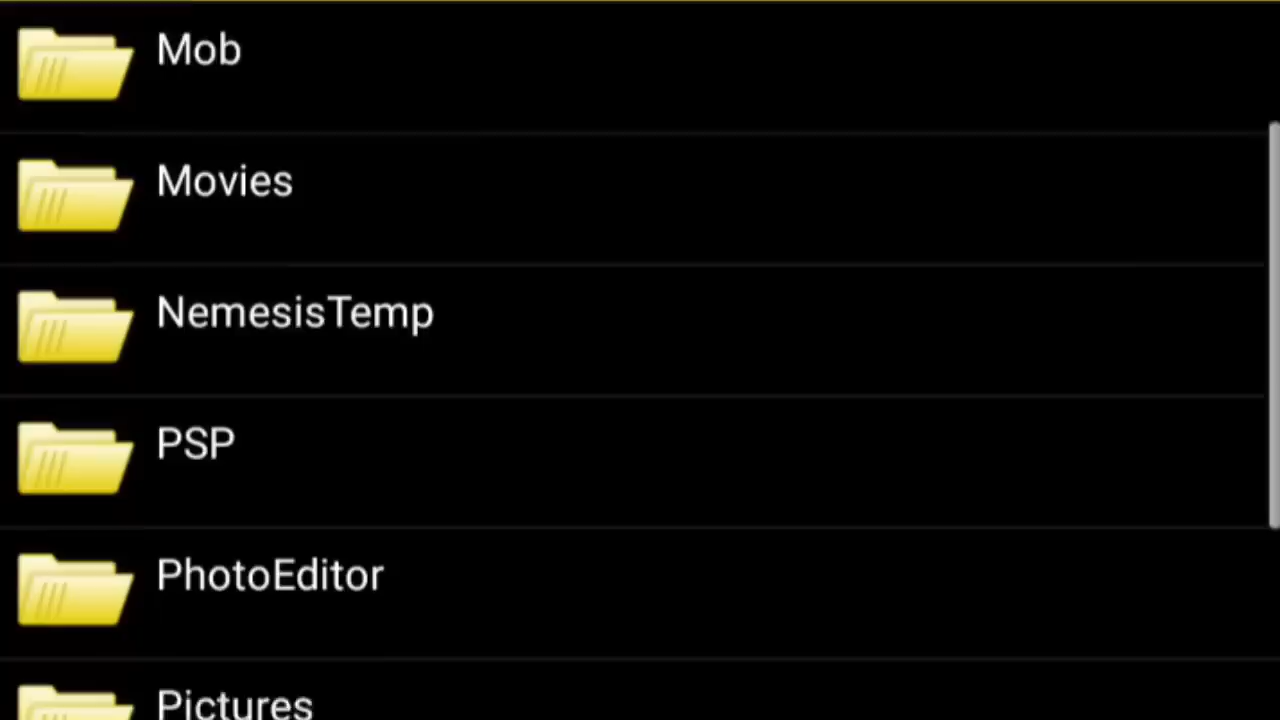 Mob
Movies
NemesisTemp
PSP
PhotoEditor
Pictures